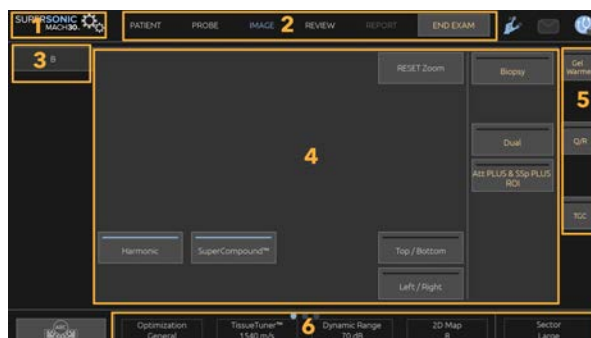 SUPERSONIC
MACH30
1
PATIENT
PROBE
IMAGE
2
REVIEW
REPORT
END EXAM
3
B
RESET Zoom
Biopsy
Gel
Warme
5
4
Dual
Q/R
Att PLUS & SSp PLUS
ROI
TGC
Harmonic
SuperCompound™
Top / Bottom
Left / Right
Optimization
General
TissueTuner™
1540 m/s
6
Dynamic Range
70 dB
2D Map
8
Sector
Large